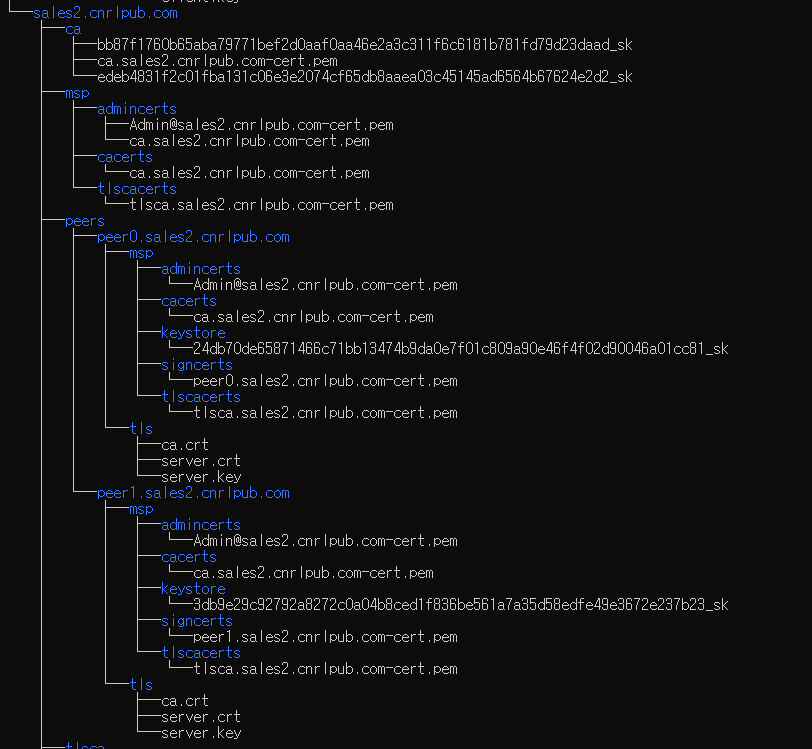 sales2.cnrlpub.com
ca
bb87f1760b65aba79771bef2d0aaf0aa46e2a3c311f6c6181b781fd79d23daad_sk
ca.sales2.cnrlpub.com-cert.pem
edeb4831f2c01fba131c06e3e2074cf65db8aaea03c45145ad6564b67624e2d2_sk
msp
admincerts
Admin@sales2.cnrlpub.com-cert.pem
ca.sales2.cnrlpub.com-cert.pem
cacerts
ca.sales2.cnrlpub.com-cert.pem
tlscacerts
tlsca.sales2.cnrlpub.com-cert.pem
peers
peer0.sales2.cnrlpub.com
msp
admincerts
Admin@sales2.cnrlpub.com-cert.pem
cacerts
ca.sales2.cnrlpub.com-cert.pem
keystore
24db70de65871466c71bb13474b9da0e7f01c809a90e46f4f02d90046a01cc81_sk
signcerts
peer0.sales2.cnrlpub.com-cert.pem
tlscacerts
tlsca.sales2.cnrlpub.com-cert.pem
tls
ca.crt
server.crt
server.key
peer1.sales2.cnrlpub.com
msp
admincerts
Admin@sales2.cnrlpub.com-cert.pem
cacerts
ca.sales2.cnrlpub.com-cert.pem
keystore
3db9e29c92792a8272c0a04b8ced1f836be561a7a35d58edfe49e3672e237b23_sk
signcerts
peer1.sales2.cnrlpub.com-cert.pem
tlscacerts
tlsca.sales2.cnrlpub.com-cert.pem
tls
ca.crt
server.crt
server.key
tlsca